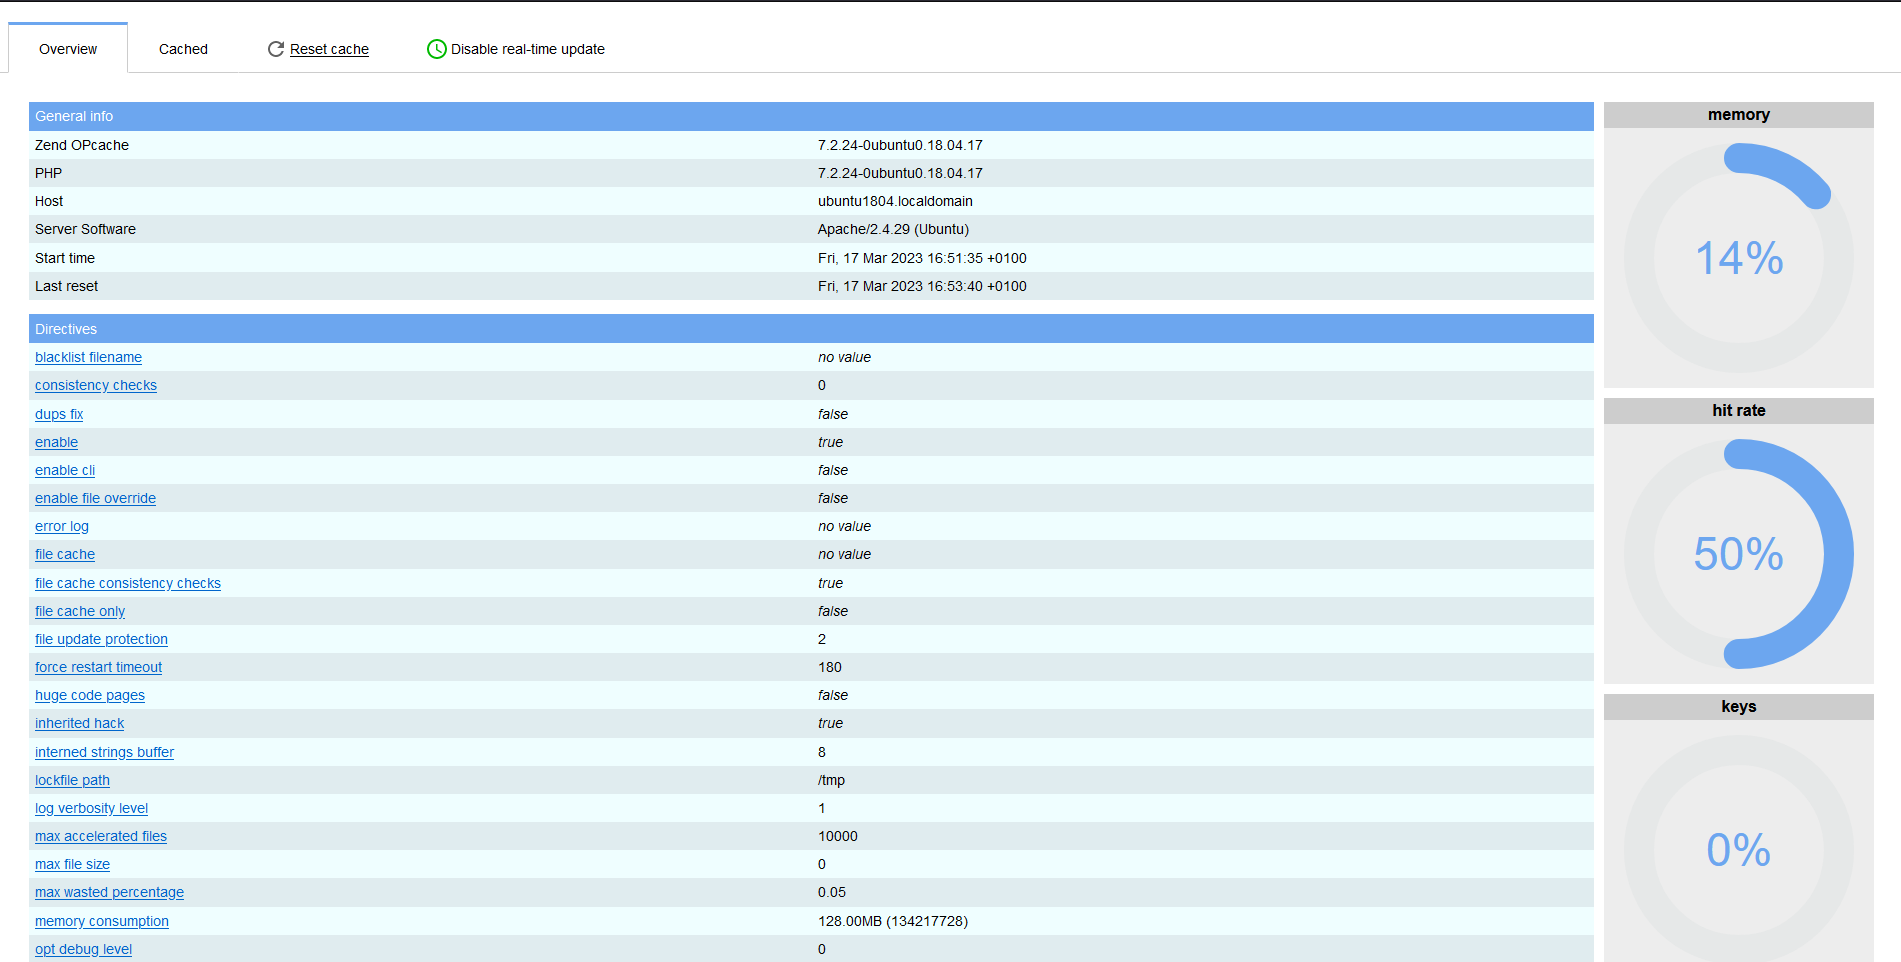 Overview Cached Reset cache Disable real-time update
General info
Zend OPcache 7.2.24-0ubuntu0.18.04.17
PHP 7.2.24-0ubuntu0.18.04.17
Host ubuntu1804.localdomain
Server Software Apache/2.4.29 (Ubuntu)
Start time Fri, 17 Mar 2023 16:51:35 +0100
Last reset Fri, 17 Mar 2023 16:53:40 +0100
Directives
blacklist filename no value
consistency checks 0
dups fix false
enable true
enable cli false
enable file override false
error log no value
file cache no value
file cache consistency checks true
file cache only false
file update protection 2
force restart timeout 180
huge code pages false
inherited hack true
interned strings buffer 8
lockfile path /tmp
log verbosity level 1
max accelerated files 10000
max file size 0
max wasted percentage 0.05
memory consumption 128.00MB (134217728)
opt debug level 0
memory
14%
hit rate
50%
keys
0%